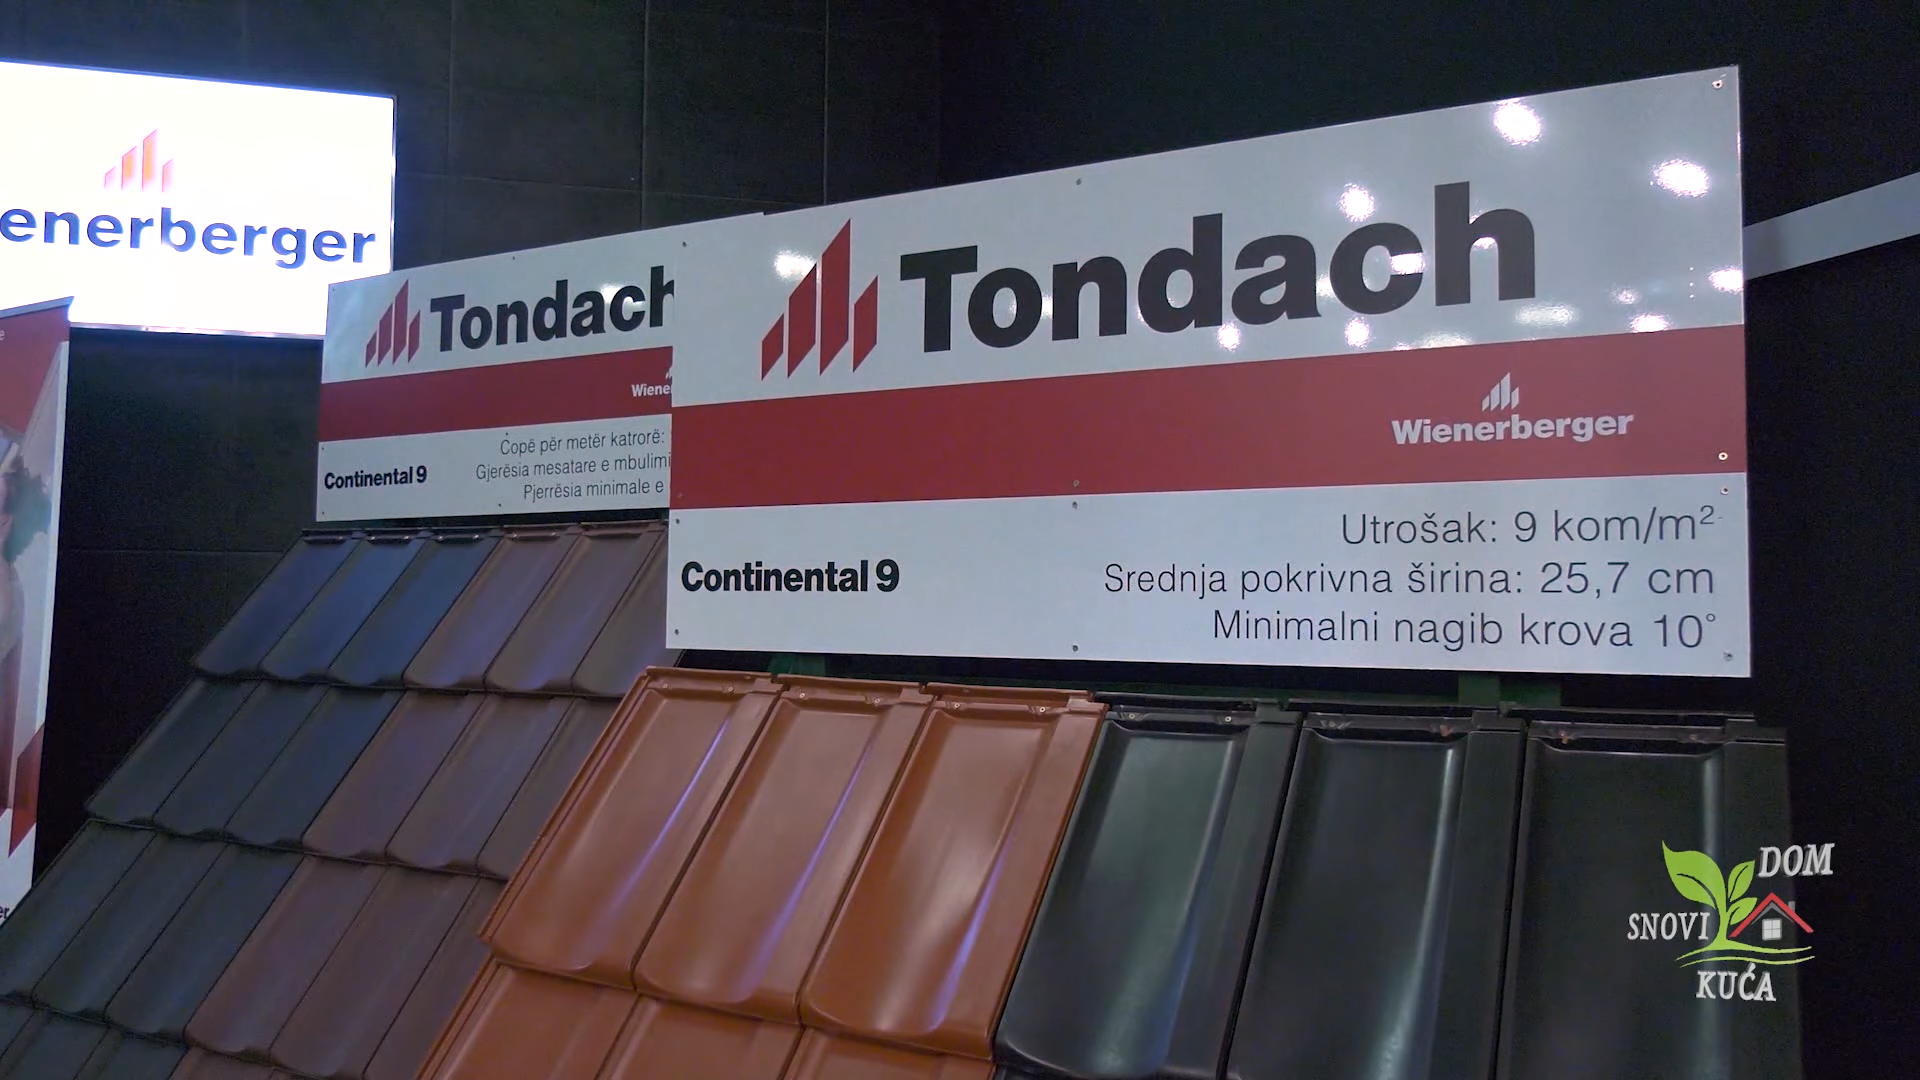 enerberger
Tondach
Wiene
Copë për metër katrorë:
Continental 9
Gjerësia mesatare e mbulimi
Pjerrësia minimale e
Tondach
Wienerberger
Continental 9
Utrošak: 9 kom/m²
Srednja pokrivna širina: 25,7 cm
Minimalni nagib krova 10°
DOM
SNOVI
KUĆA